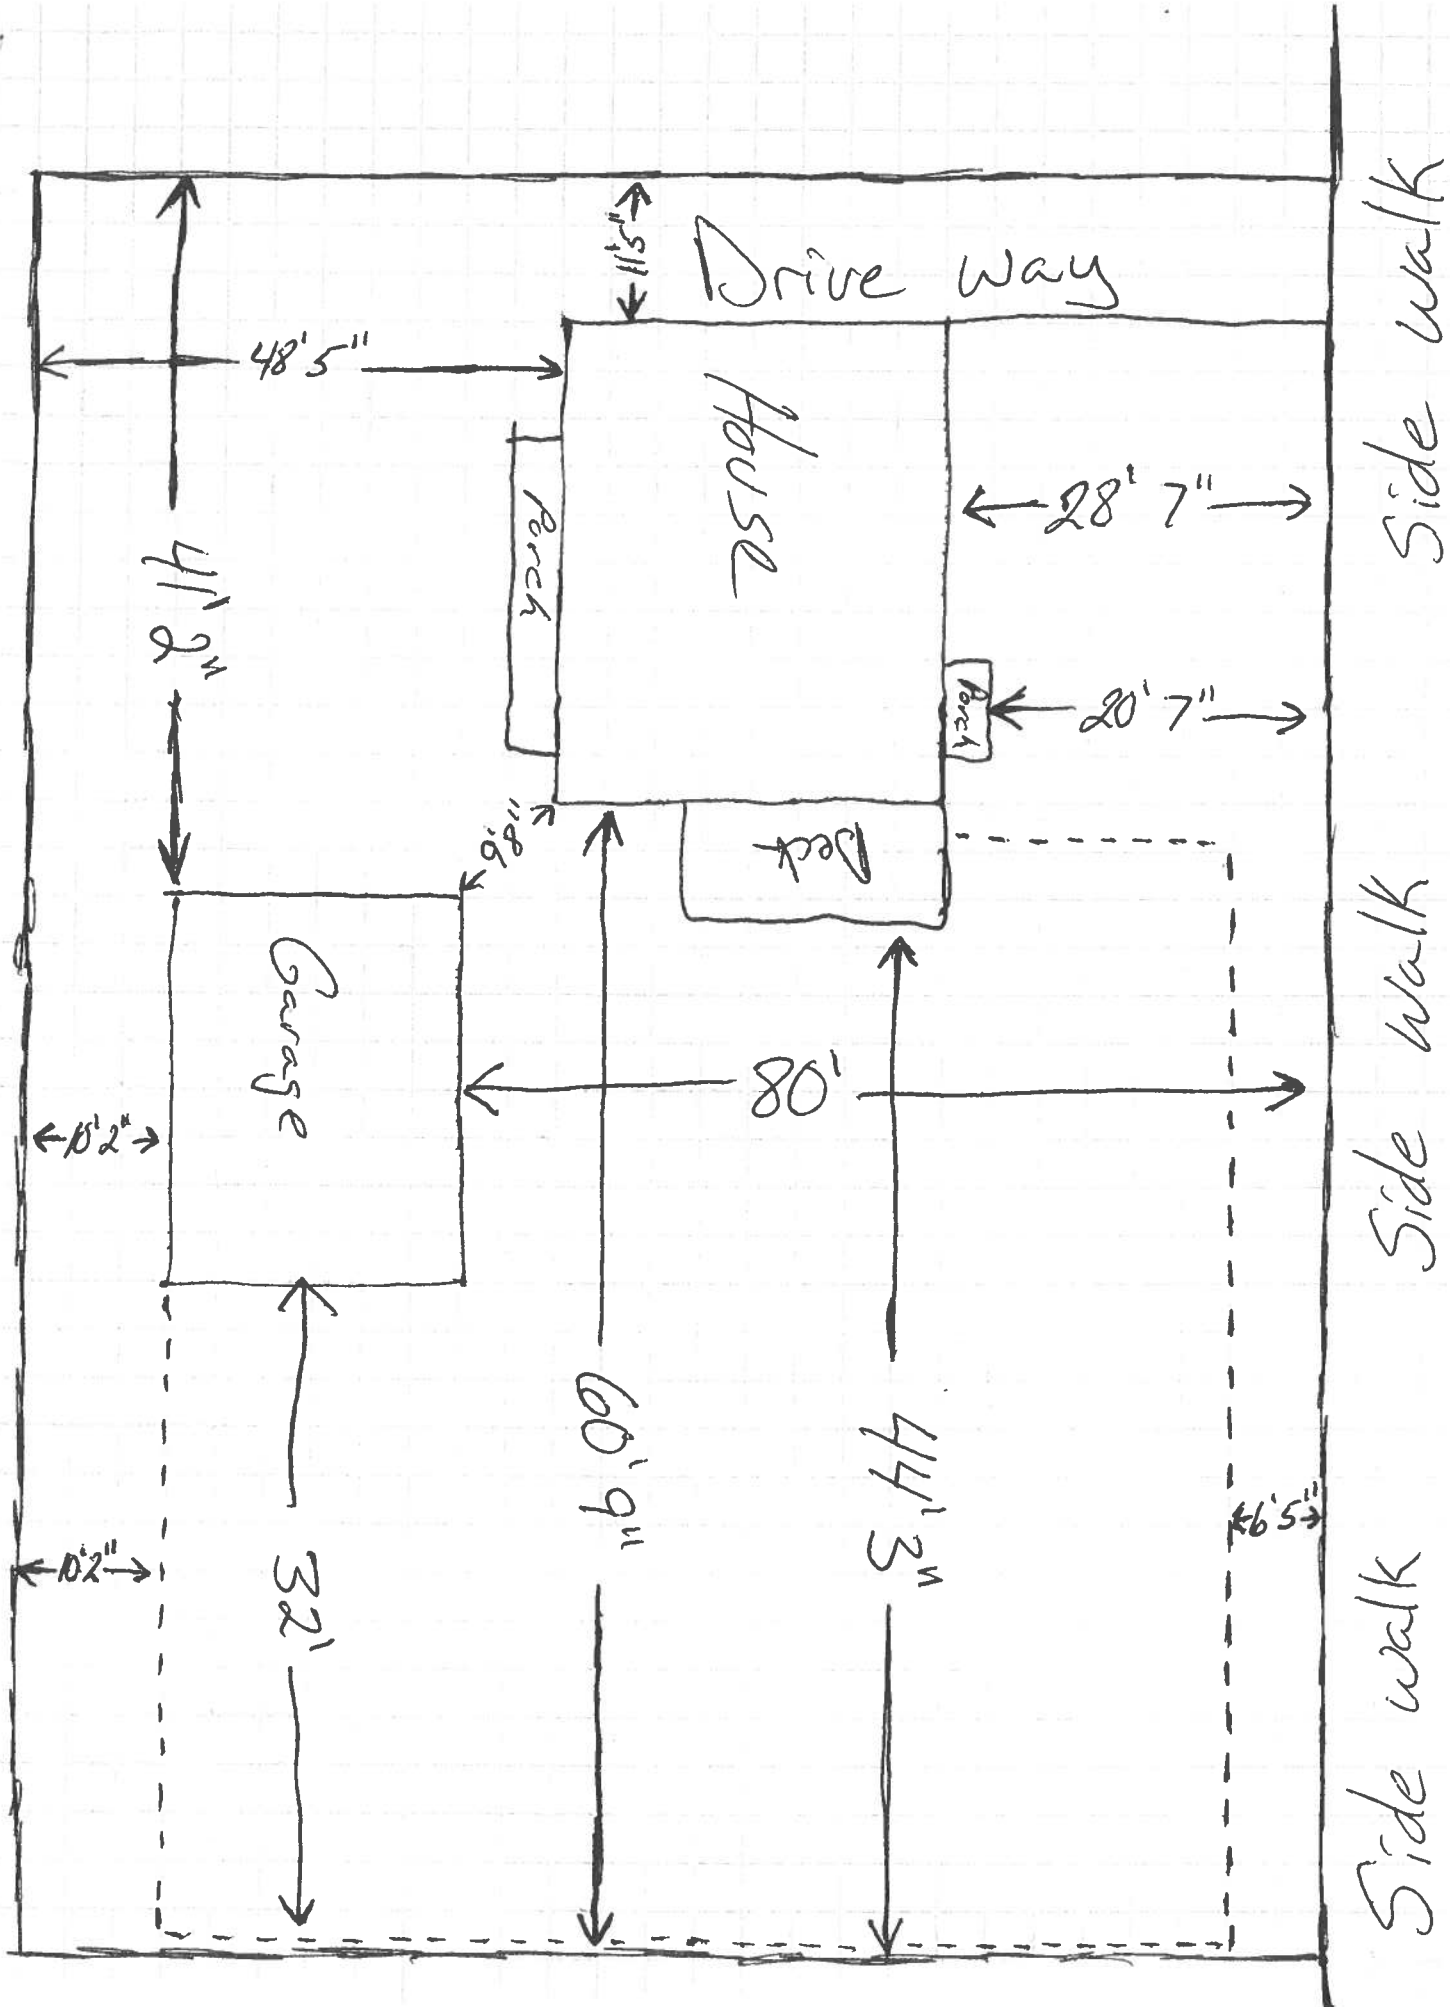 Side walk
Drive way
11'5"
48'5"
House
28' 7"
Porch
41' 2"
Porch
20' 7"
9'8"
Deck
Side walk
Garage
80'
10'2"
Side walk
44' 3"
60' 9"
6'5"
10'2"
32'
Side walk